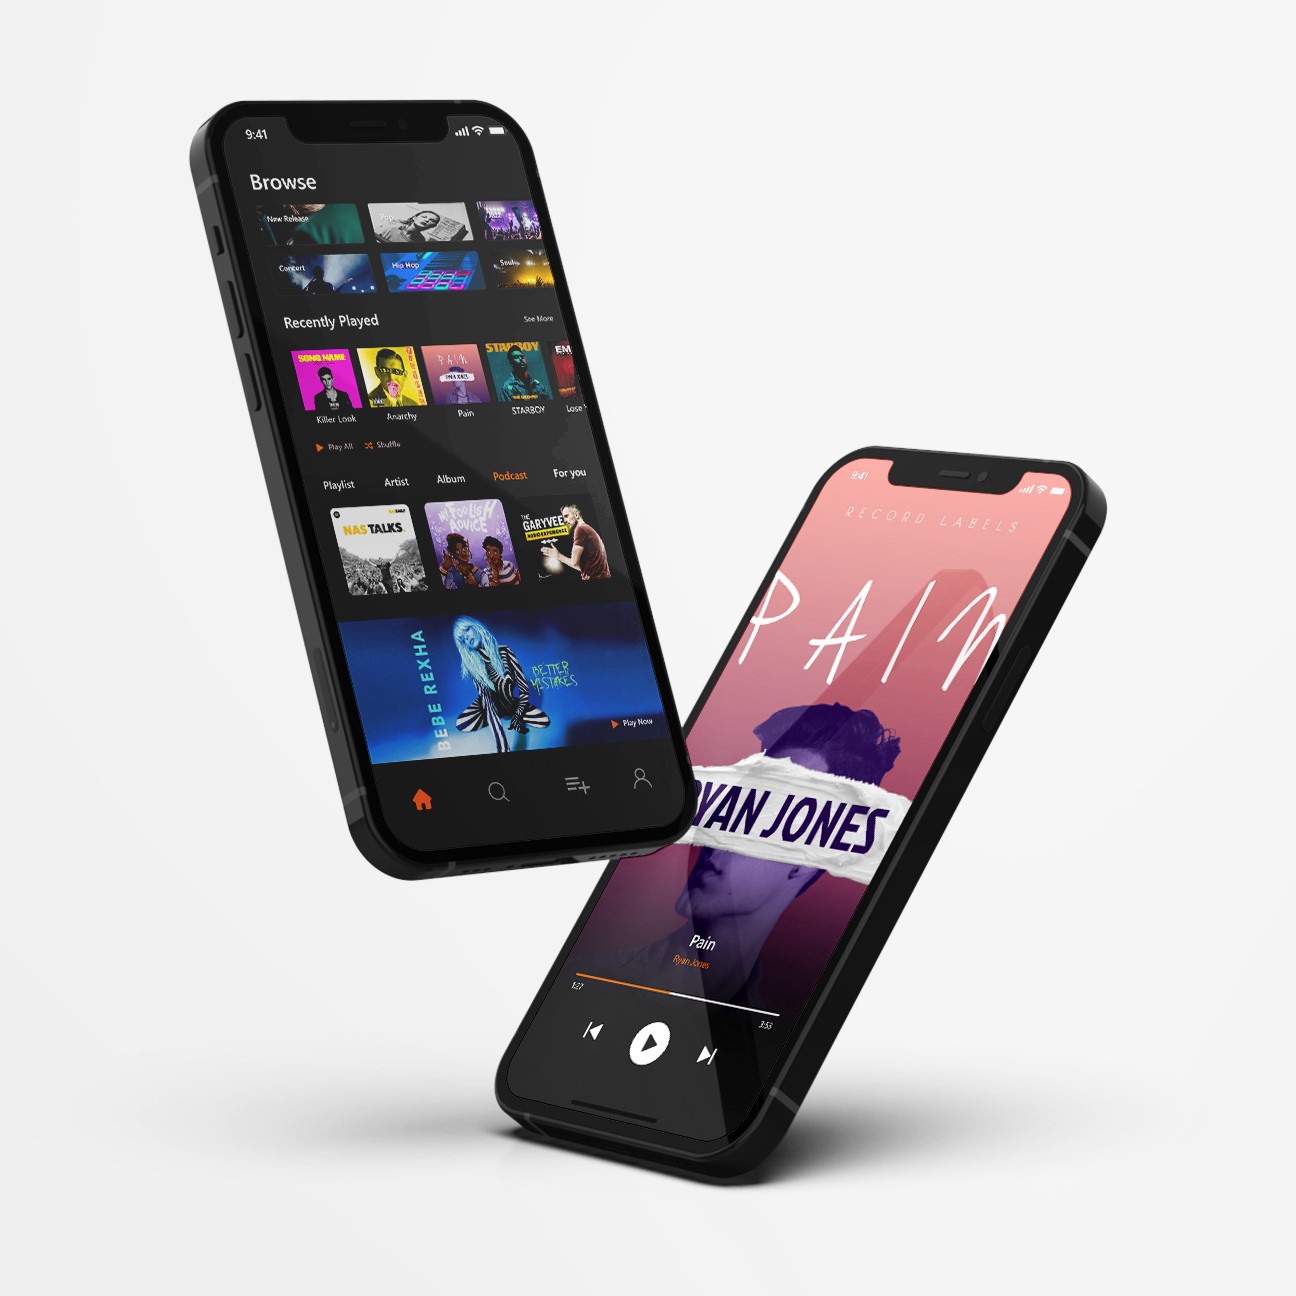 9:41
Browse
New Release
Pop
Jazz
Concert
Hip Hop
Soul
Recently Played
See More
SONG NAME
PAIN
RYAN JONES
STARBOY
EM
Killer Look
Anarchy
Pain
STARBOY
Lose
Play All
Shuffle
Playlist
Artist
Album
Podcast
For you
NAS TALKS
MY FOOLISH
ADVICE
THE
GARYVEE
AUDIO EXPERIENCE
BEBE REXHA
BETTER
MISTAKES
Play Now
9:41
RECORD LABELS
PAIN
RYAN JONES
Pain
Ryan Jones
1:27
3:53